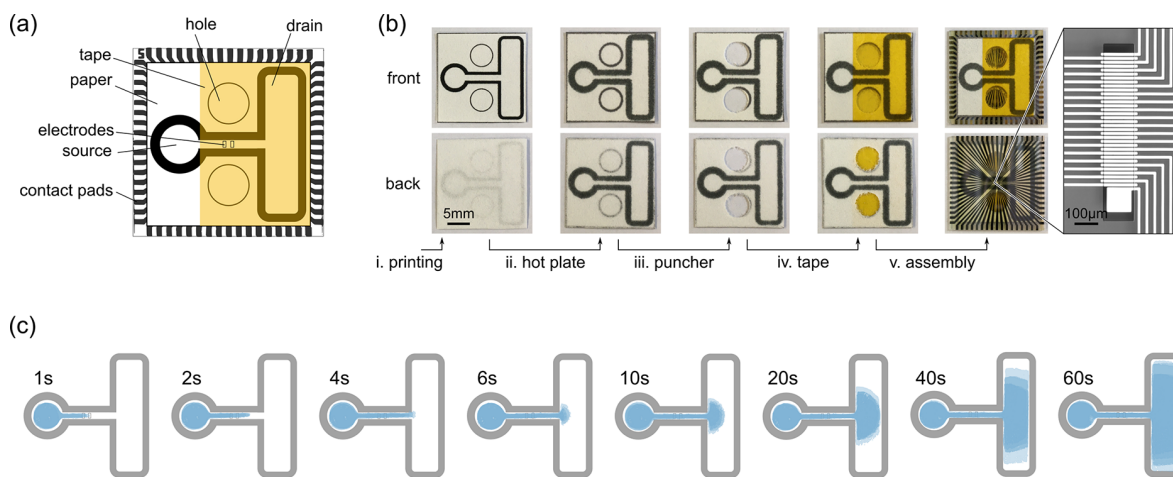 (a)
hole
drain
tape
paper
electrodes
source
contact pads
(b)
front
back
5mm
100μm
i. printing
ii. hot plate
iii. puncher
iv. tape
v. assembly
(c)
1s
2s
4s
6s
10s
20s
40s
60s